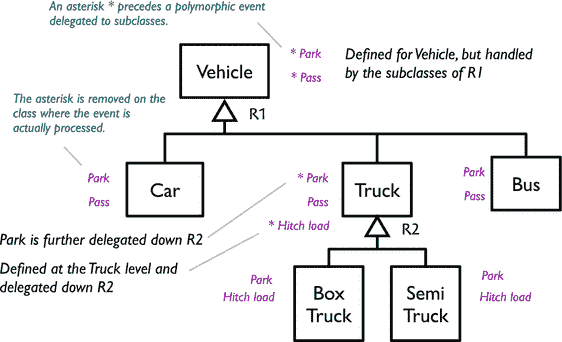 An asterisk * precedes a polymorphic event
delegated to subclasses.
Vehicle
* Park
* Pass
Defined for Vehicle, but handled
by the subclasses of R1
The asterisk is removed on the
class where the event is
actually processed.
R1
Park
Pass
Car
* Park
Pass
* Hitch load
Truck
Park
Pass
Bus
Park is further delegated down R2
Defined at the Truck level and
delegated down R2
R2
Park
Hitch load
Box
Truck
Semi
Truck
Park
Hitch load